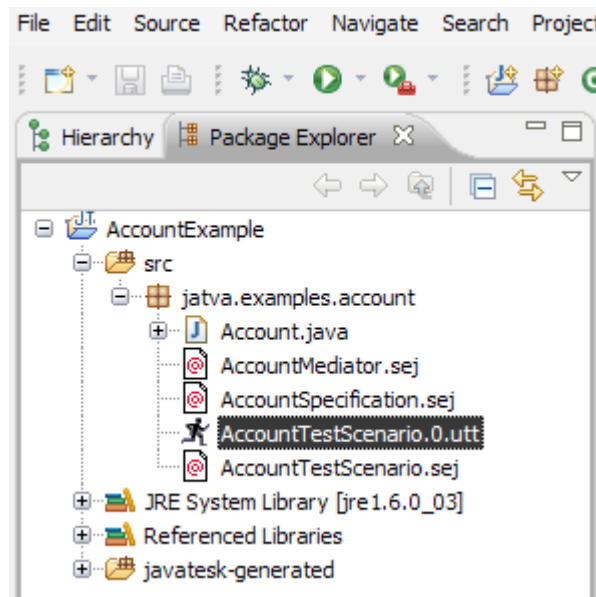 File Edit Source Refactor Navigate Search Project
Hierarchy Package Explorer
AccountExample
src
jatva.examples.account
Account.java
AccountMediator.sej
AccountSpecification.sej
AccountTestScenario.0.utt
AccountTestScenario.sej
JRE System Library [jre1.6.0_03]
Referenced Libraries
javatesk-generated